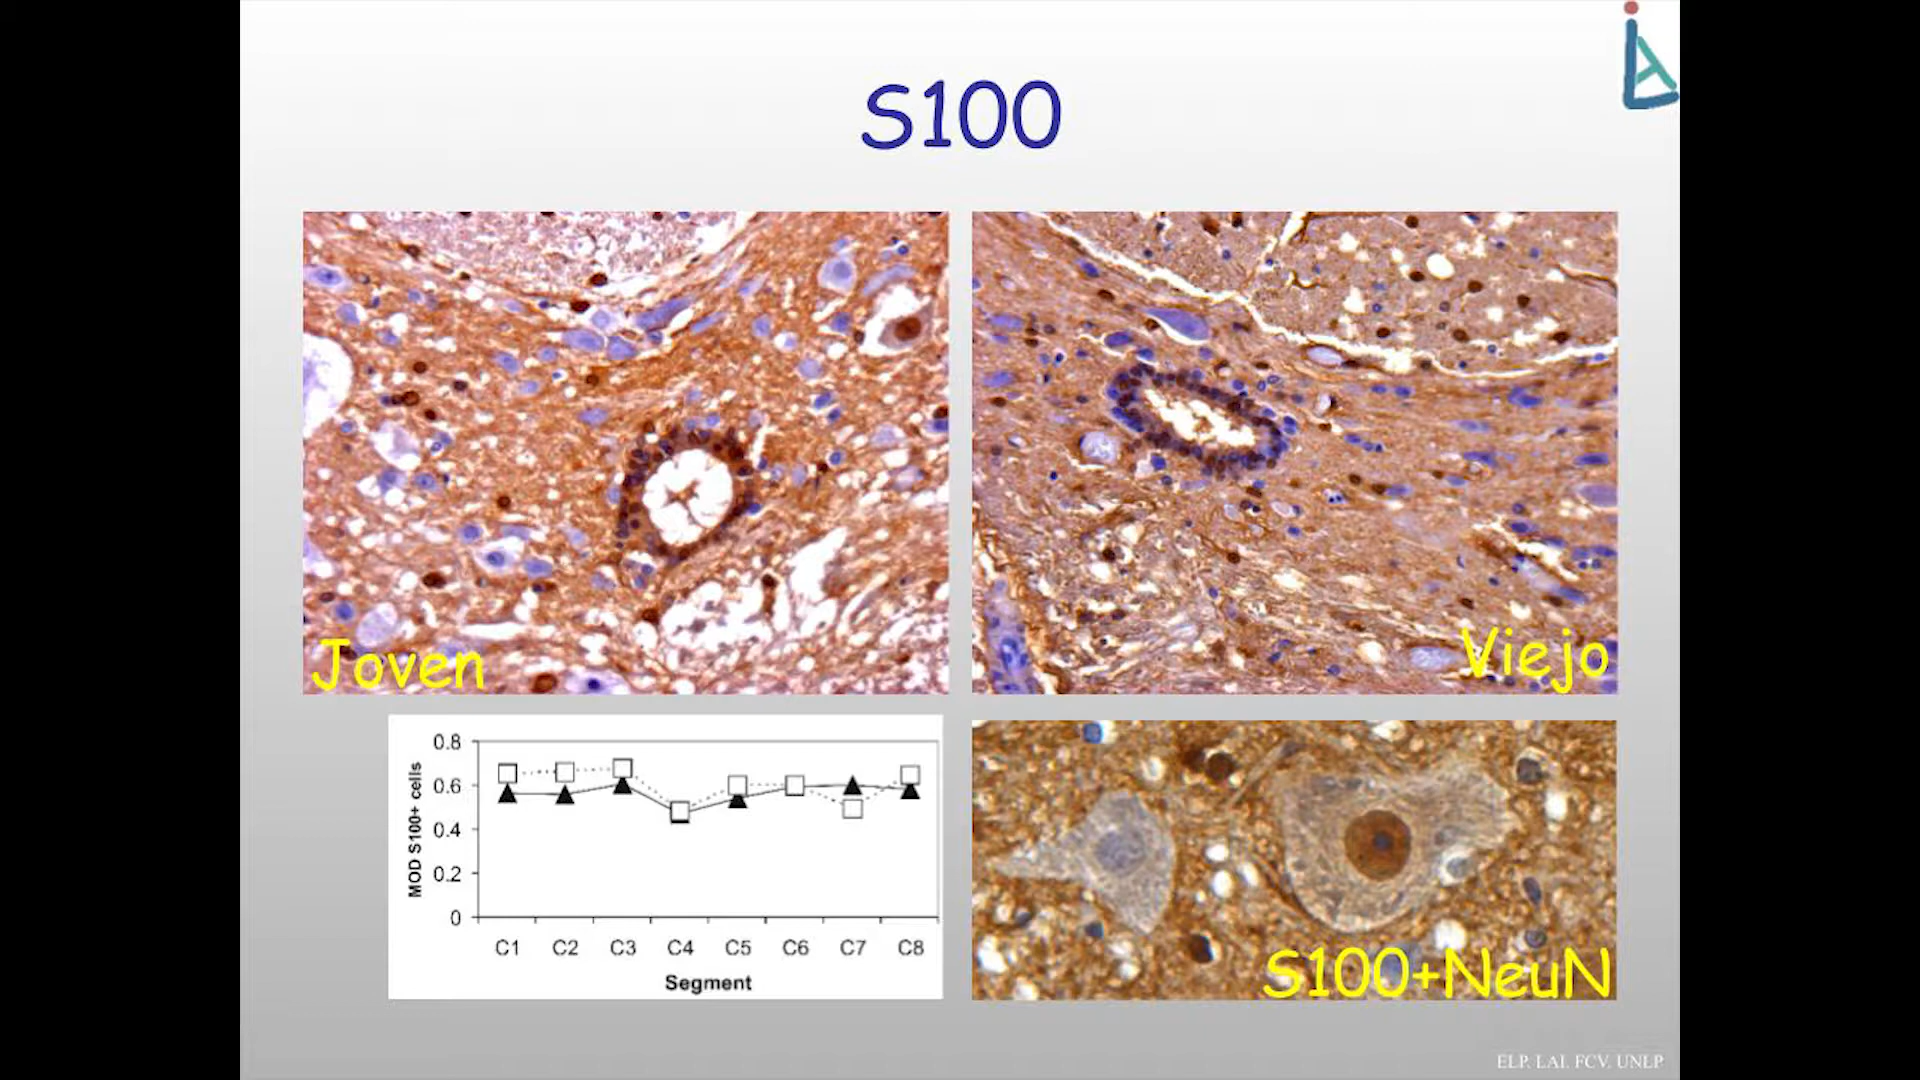 S100
Joven
Viejo
MOD S100+ cells
0.8
0.6
0.4
0.2
0
C1 C2 C3 C4 C5 C6 C7 C8
Segment
S100+NeuN
ELP. LAI. FCV. UNLP